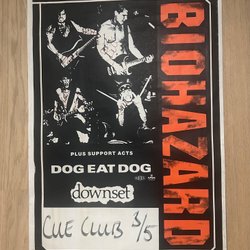 BIOHAZARD
PLUS SUPPORT ACTS
DOG EAT DOG
downset
CUE CLUB 3/5